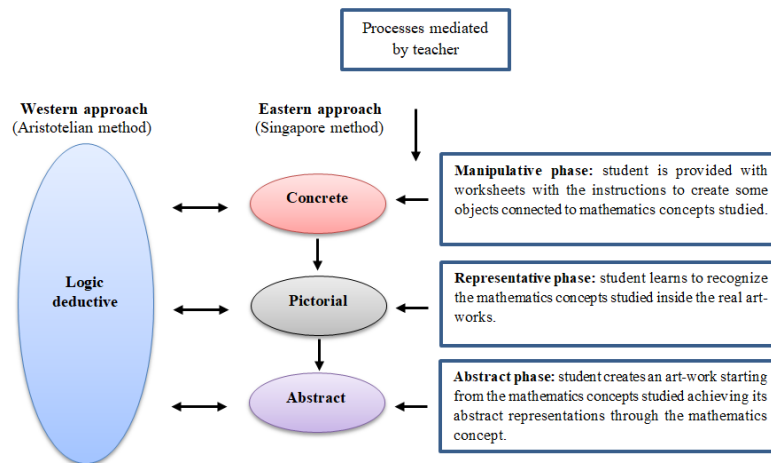 Processes mediated
by teacher
Western approach
(Aristotelian method)
Eastern approach
(Singapore method)
Logic
deductive
Concrete
Manipulative phase: student is provided with
worksheets with the instructions to create some
objects connected to mathematics concepts studied.
Pictorial
Representative phase: student learns to recognize
the mathematics concepts studied inside the real art-
works.
Abstract
Abstract phase: student creates an art-work starting
from the mathematics concepts studied achieving its
abstract representations through the mathematics
concept.